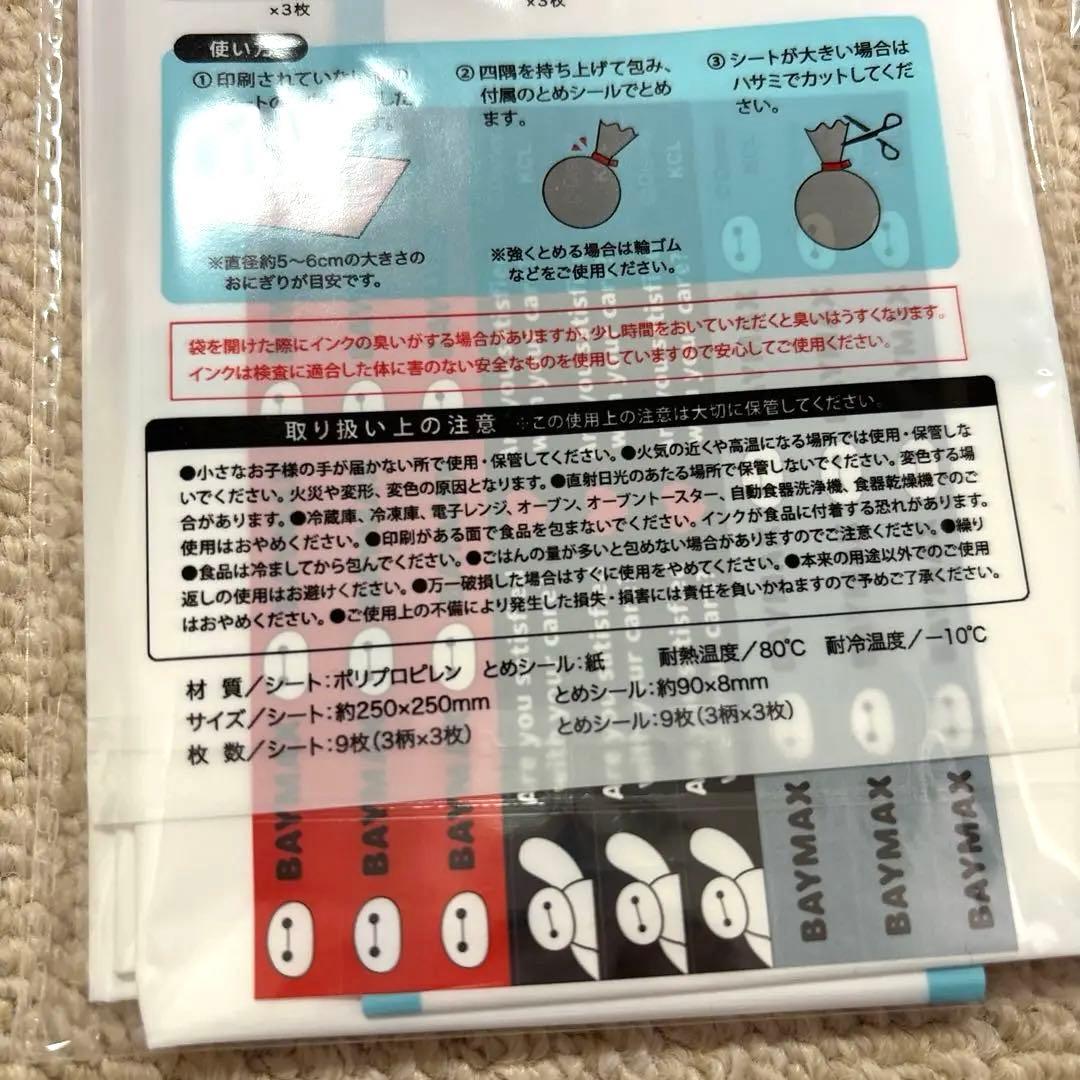 ×3枚
×3枚
使い方
①印刷されていない
②四隅を持ち上げて包み、
付属のとめシールでとめ
ます。
③シートが大きい場合は
ハサミでカットしてくだ
さい。
※直径約5〜6cmの大きさの
おにぎりが目安です。
※強くとめる場合は輪ゴム
などをご使用ください。
袋を開けた際にインクの臭いがする場合がありますが、少し時間をおいていただくと臭いはうすくなります。
インクは検査に適合した体に害のない安全なものを使用していますので安心してご使用ください。
取り扱い上の注意 ※この使用上の注意は大切に保管してください。
●小さなお子様の手が届かない所で使用・保管してください。●火気の近くや高温になる場所では使用・保管しな
いでください。火災や変形、変色の原因となります。●直射日光のあたる場所で保管しないでください。変色する場
合があります。●冷蔵庫、冷凍庫、電子レンジ、オーブン、オーブントースター、自動食器洗浄機、食器乾燥機でのご
使用はおやめください。●印刷がある面で食品を包まないでください。インクが食品に付着する恐れがあります。
●食品は冷ましてから包んでください。●ごはんの量が多いと包めない場合がありますのでご注意ください。●繰り
返しの使用はお避けください。●万一破損した場合はすぐに使用をやめてください。●本来の用途以外でのご使用
はおやめください。●ご使用上の不備により発生した損失・損害には責任を負いかねますので予めご了承ください。
材 質／シート：ポリプロピレン とめシール：紙 耐熱温度／80℃ 耐冷温度／−10℃
サイズ／シート：約250×250mm とめシール：約90×8mm
枚 数／シート：9枚（3柄×3枚） とめシール：9枚（3柄×3枚）
BAYMAX
BAYMAX
BAYMAX
Are you satisfied
with your care?
BAYMAX
BAYMAX
BAYMAX